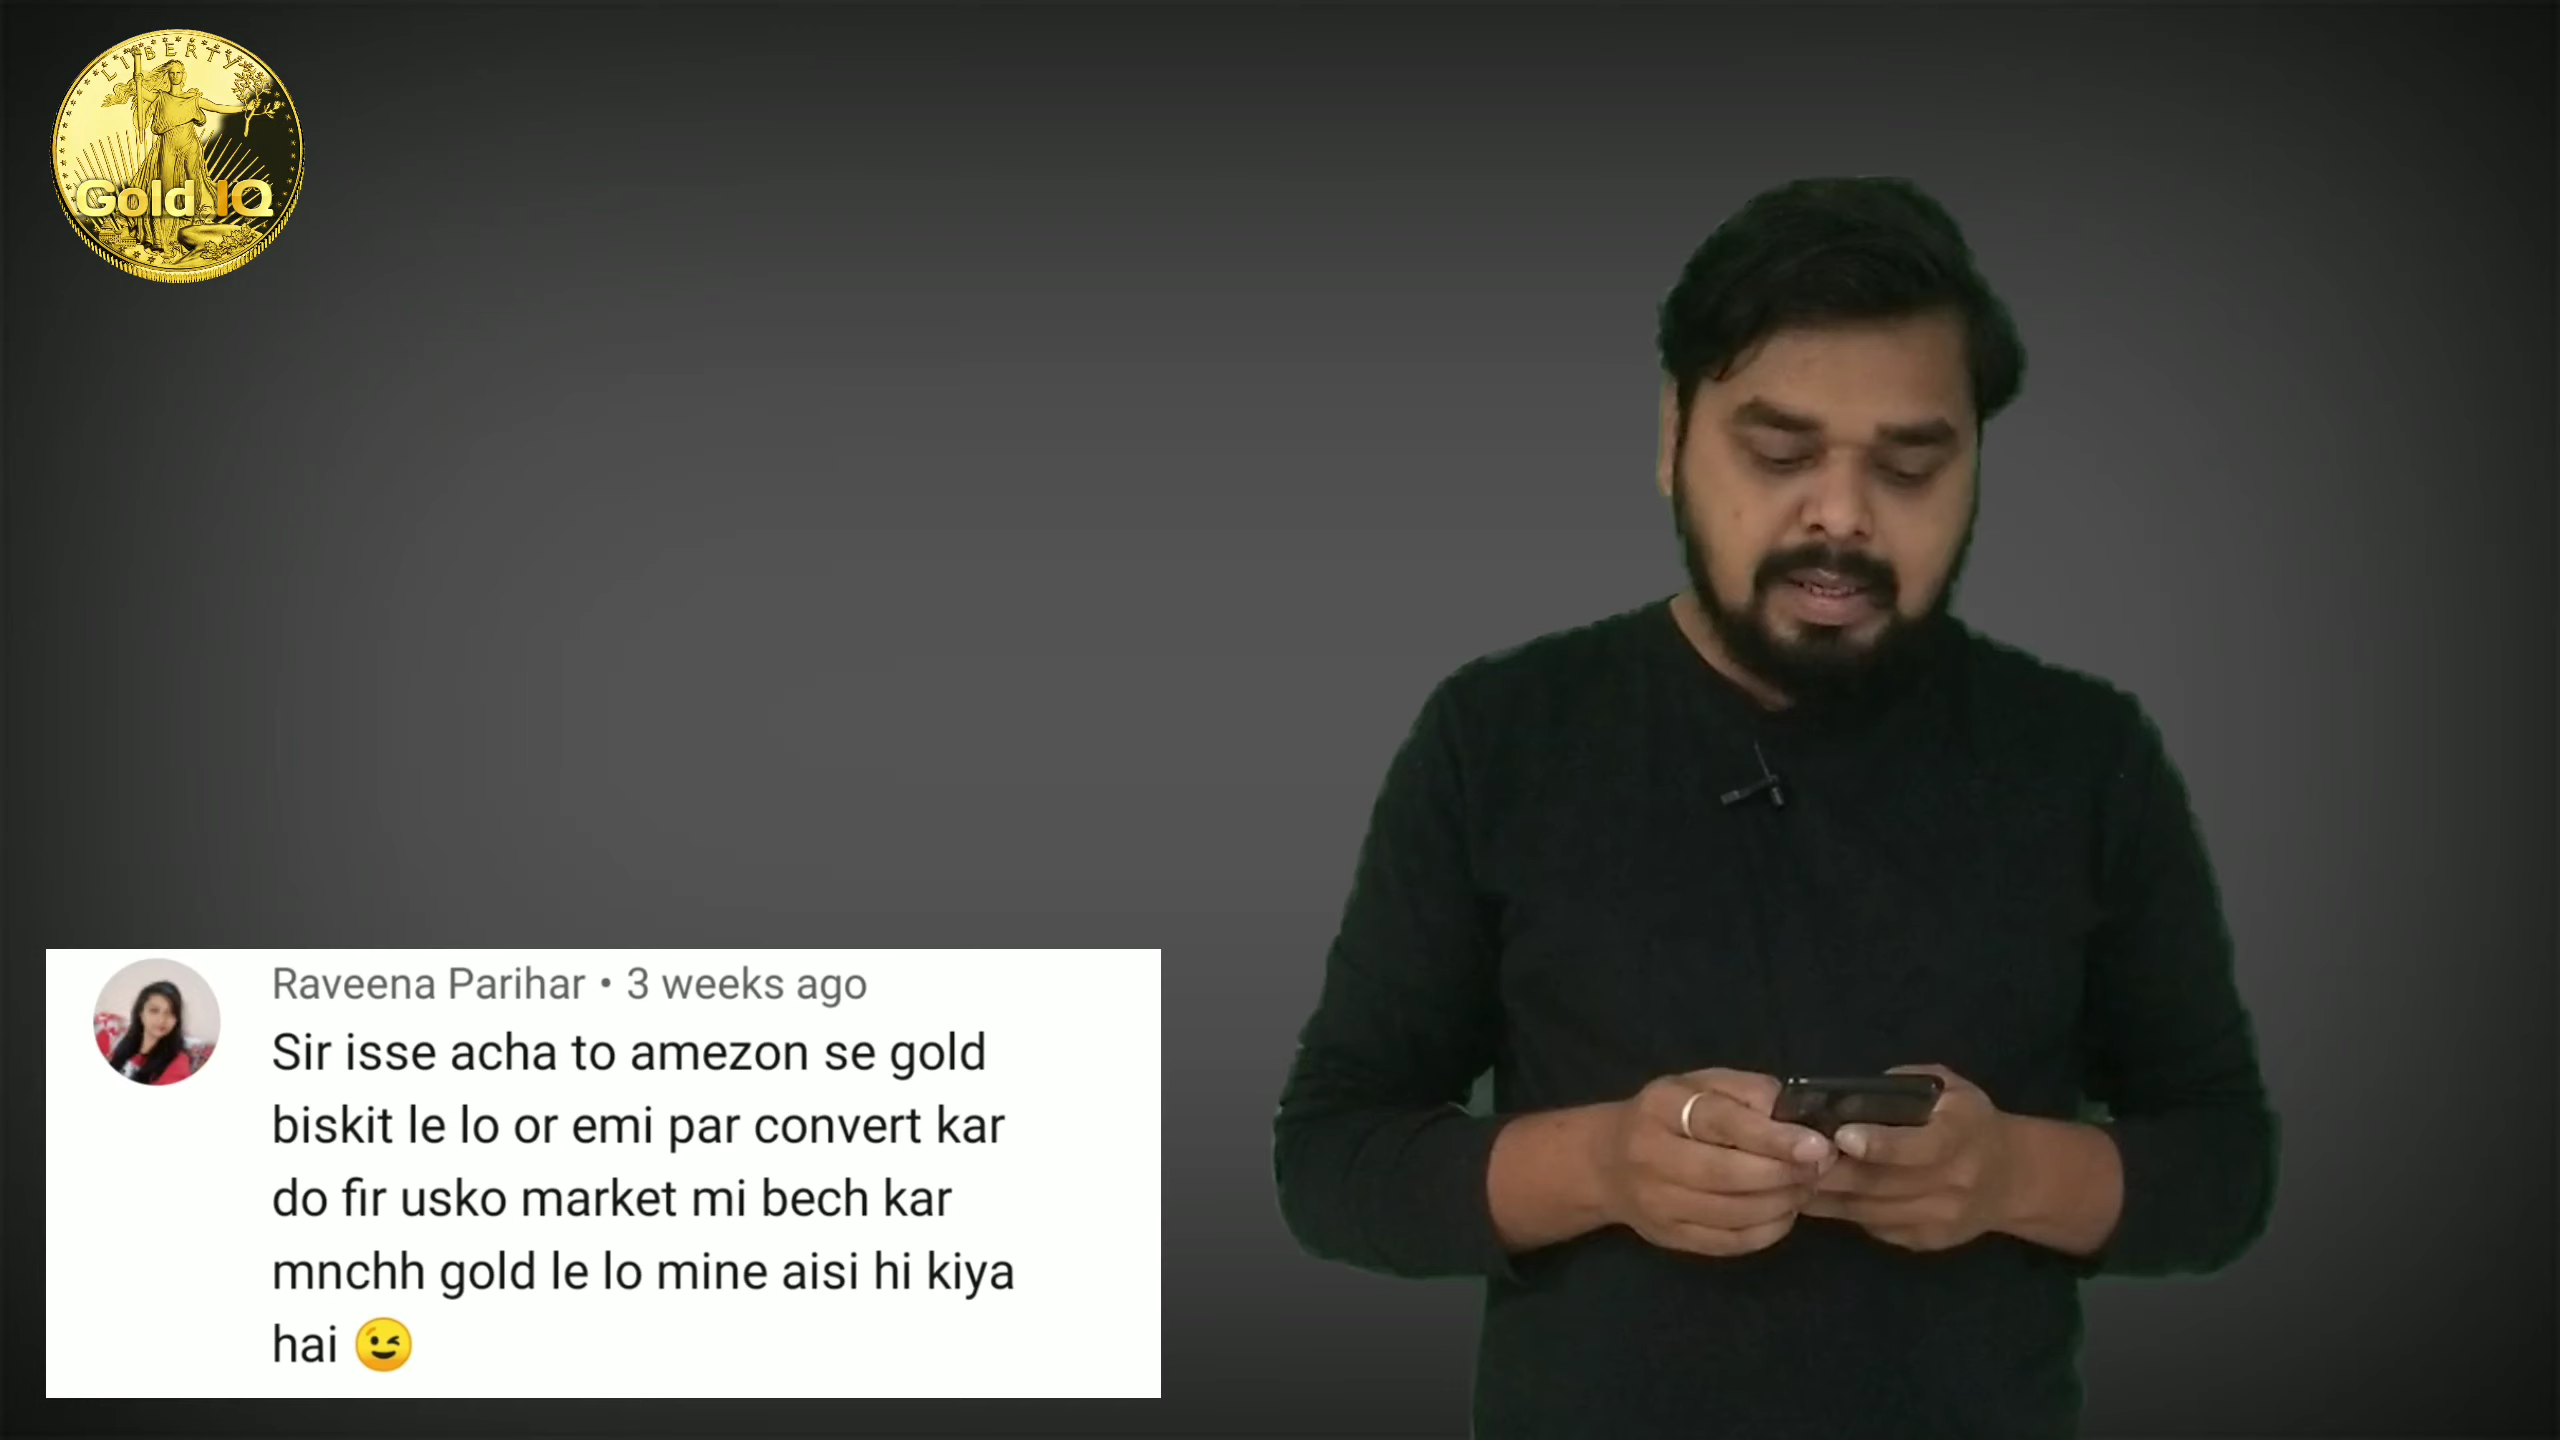 LIBERTY
Gold IQ
Raveena Parihar • 3 weeks ago
Sir isse acha to amezon se gold
biskit le lo or emi par convert kar
do fir usko market mi bech kar
mnchh gold le lo mine aisi hi kiya
hai 😉